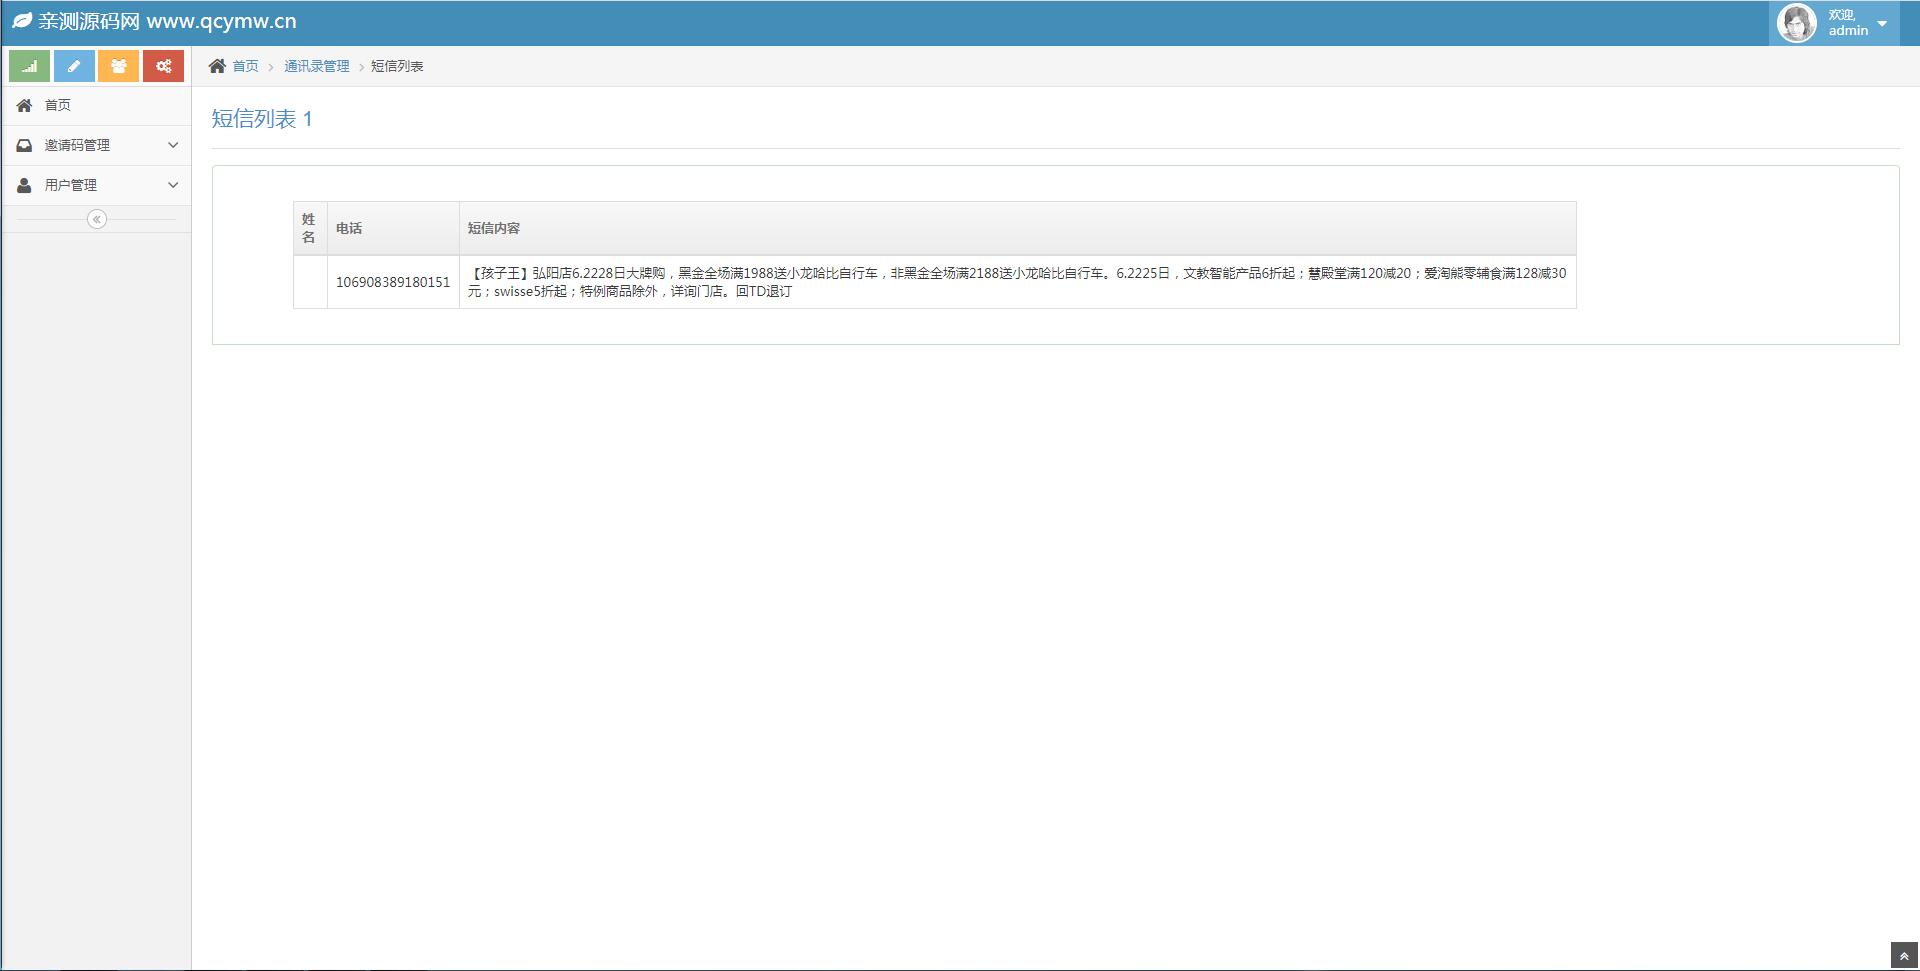 亲测源码网 www.qcymw.cn
欢迎,
admin
首页 通讯录管理 短信列表
首页
邀请码管理
用户管理
短信列表 1
姓名 电话 短信内容
106908389180151
【孩子王】弘阳店6.2228日大牌购，黑金全场满1988送小龙哈比自行车，非黑金全场满2188送小龙哈比自行车。6.2225日，文教智能产品6折起；慧殿堂满120减20；爱淘熊零辅食满128减30
元；swisse5折起；特例商品除外，详询门店。回TD退订